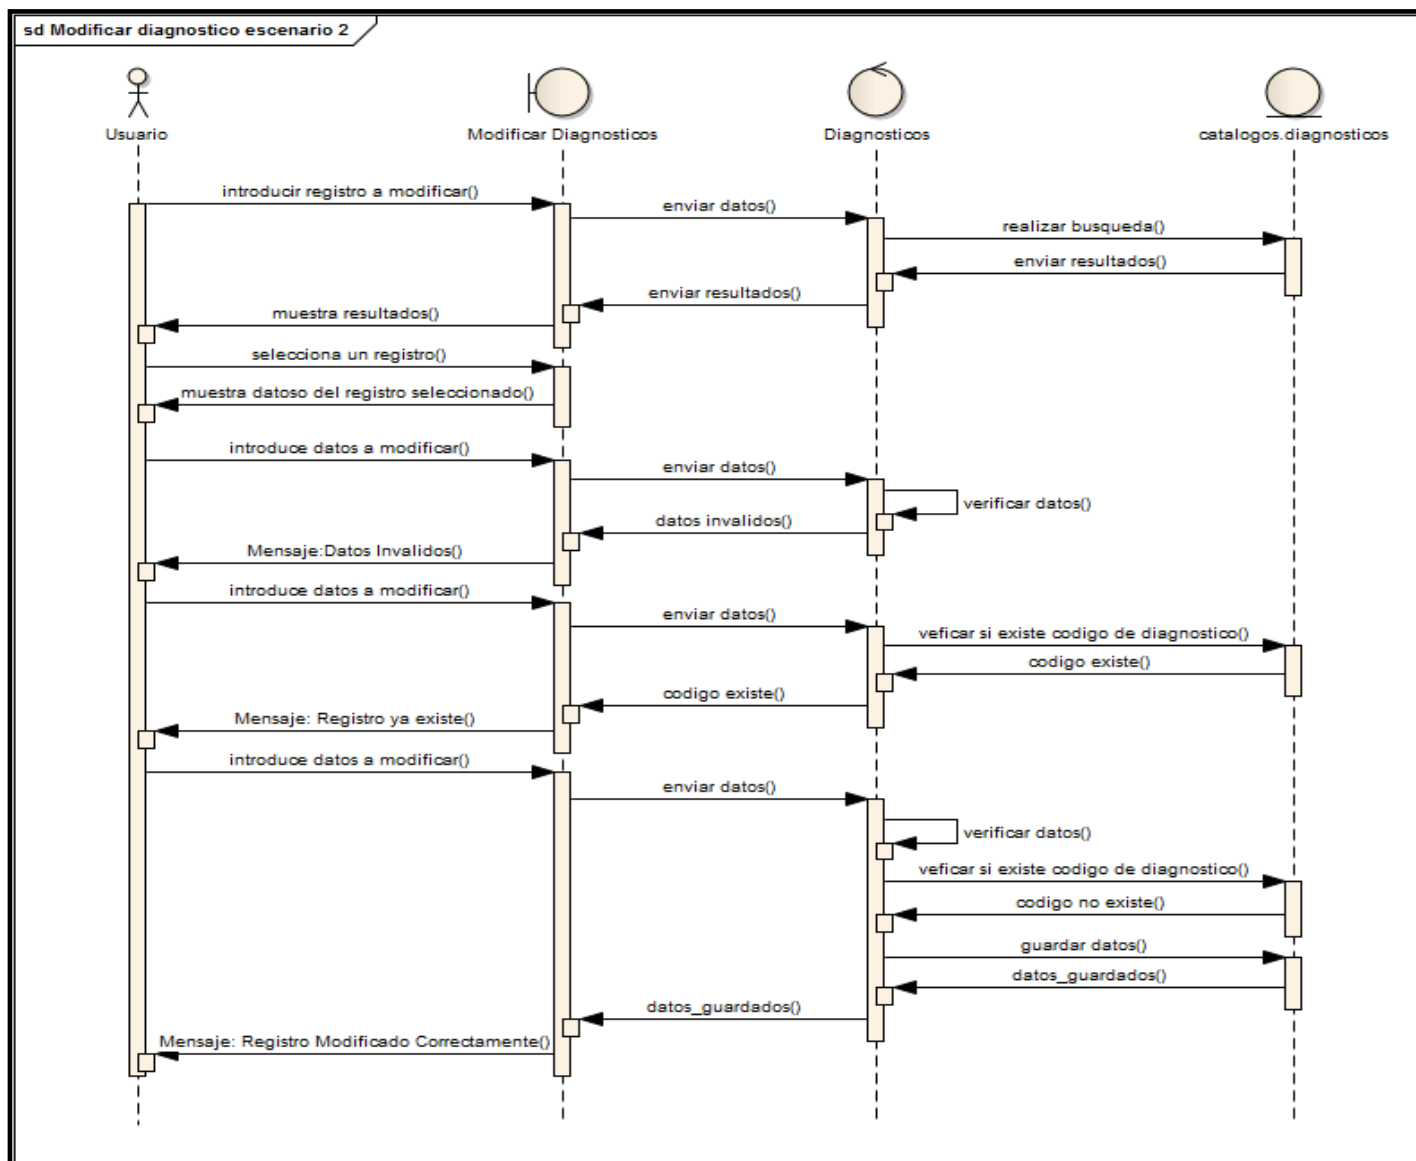 sd Modificar diagnostico escenario 2
Usuario
Modificar Diagnosticos
Diagnosticos
catalogos.diagnosticos
introducir registro a modificar()
enviar datos()
realizar busqueda()
enviar resultados()
enviar resultados()
muestra resultados()
selecciona un registro()
muestra datoso del registro seleccionado()
introduce datos a modificar()
enviar datos()
verificar datos()
datos invalidos()
Mensaje:Datos Invalidos()
introduce datos a modificar()
enviar datos()
veficar si existe codigo de diagnostico()
codigo existe()
codigo existe()
Mensaje: Registro ya existe()
introduce datos a modificar()
enviar datos()
verificar datos()
veficar si existe codigo de diagnostico()
codigo no existe()
guardar datos()
datos_guardados()
datos_guardados()
Mensaje: Registro Modificado Correctamente()